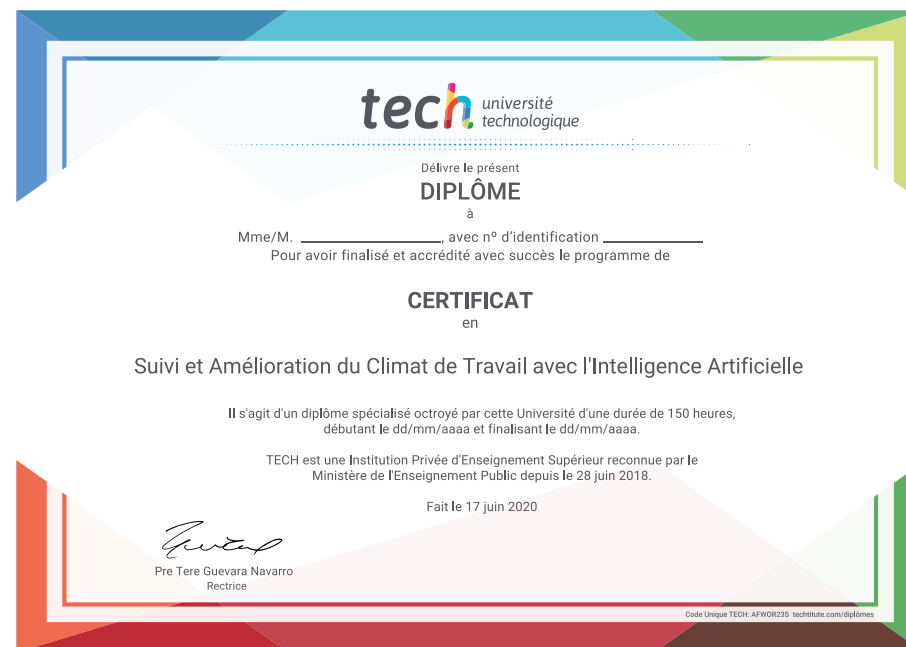 tech université
technologique
Délivre le présent
DIPLÔME
à
Mme/M. ____________________, avec nº d'identification ______________
Pour avoir finalisé et accrédité avec succès le programme de
CERTIFICAT
en
Suivi et Amélioration du Climat de Travail avec l'Intelligence Artificielle
Il s'agit d'un diplôme spécialisé octroyé par cette Université d'une durée de 150 heures,
débutant le dd/mm/aaaa et finalisant le dd/mm/aaaa.
TECH est une Institution Privée d'Enseignement Supérieur reconnue par le
Ministère de l'Enseignement Public depuis le 28 juin 2018.
Fait le 17 juin 2020
Pre Tere Guevara Navarro
Rectrice
Code Unique TECH: AFWOR23S techtitute.com/diplômes